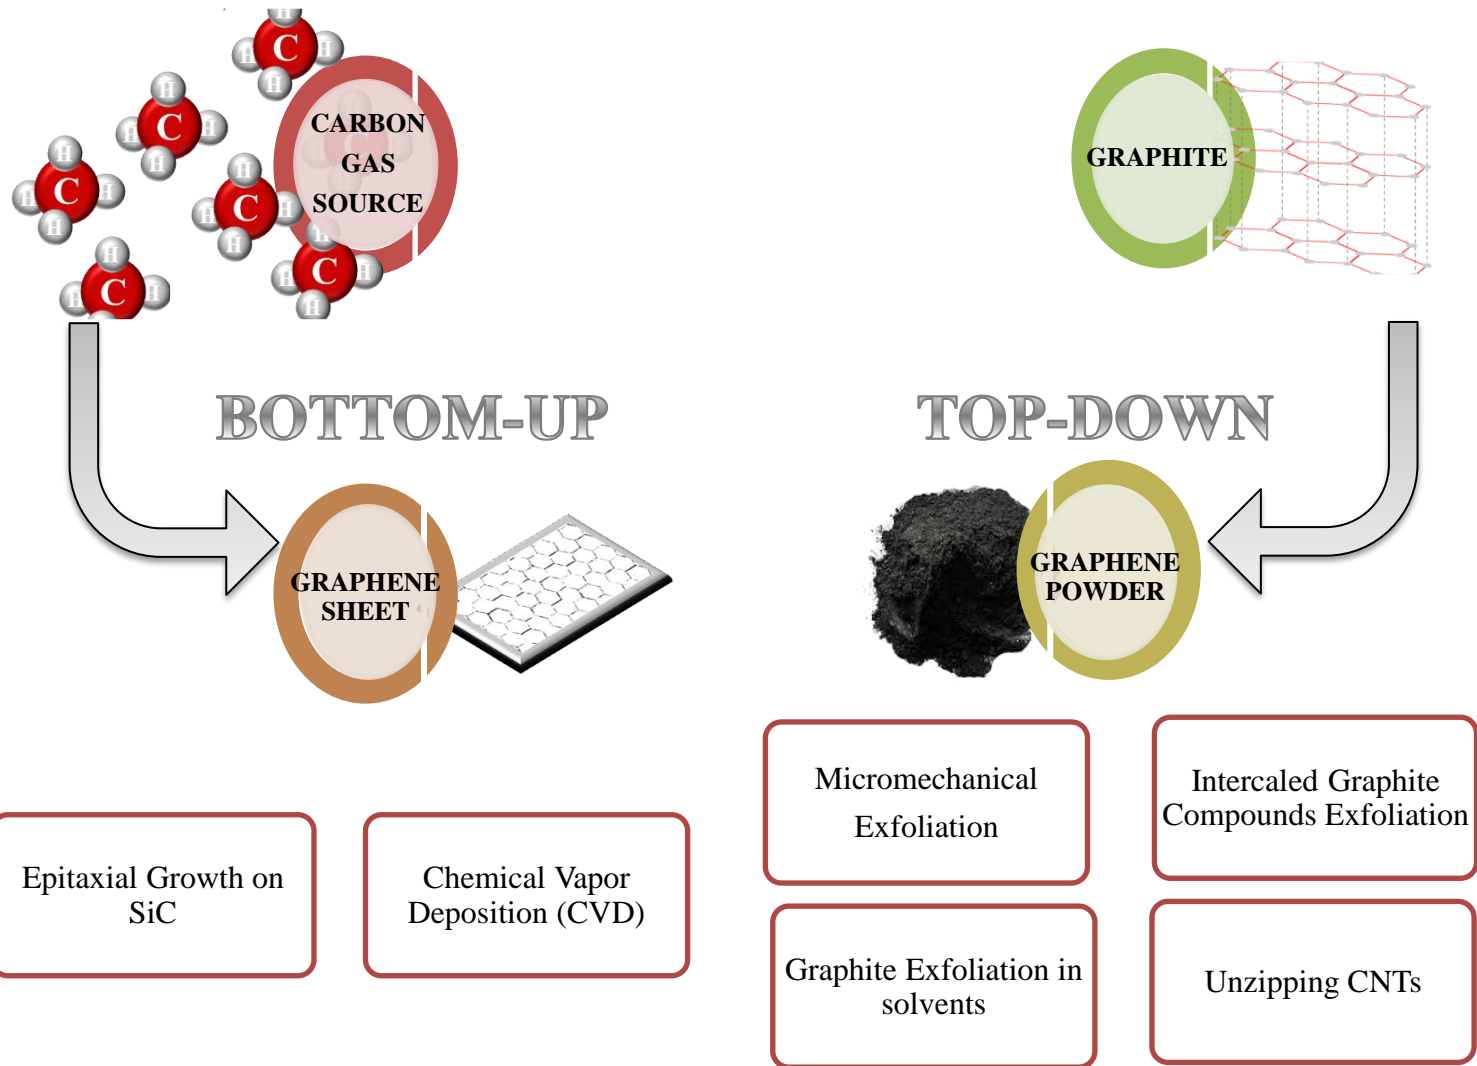 CARBON
GAS
SOURCE
GRAPHITE
BOTTOM-UP
TOP-DOWN
GRAPHENE
SHEET
GRAPHENE
POWDER
Micromechanical
Exfoliation
Intercaled Graphite
Compounds Exfoliation
Epitaxial Growth on
SiC
Chemical Vapor
Deposition (CVD)
Graphite Exfoliation in
solvents
Unzipping CNTs
H
C
H
H
H
H
C
H
H
H
H
C
H
H
H
H
C
H
H
H
H
C
H
H
H
H
C
H
H